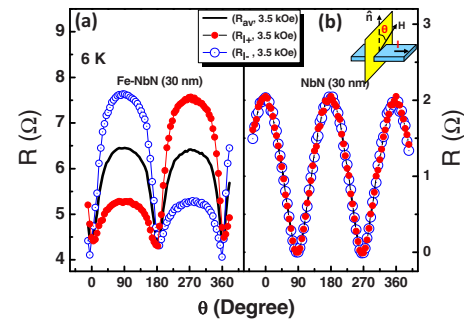 (a)
(R_av, 3.5 kOe)
(R_I+, 3.5 kOe)
(R_I-, 3.5 kOe)
(b)
n̂
H
θ
I
6 K
Fe-NbN (30 nm)
NbN (30 nm)
R (Ω)
8
7
6
5
4
R (Ω)
3
2
1
0
0 90 180 270 360
0 90 180 270 360
θ (Degree)